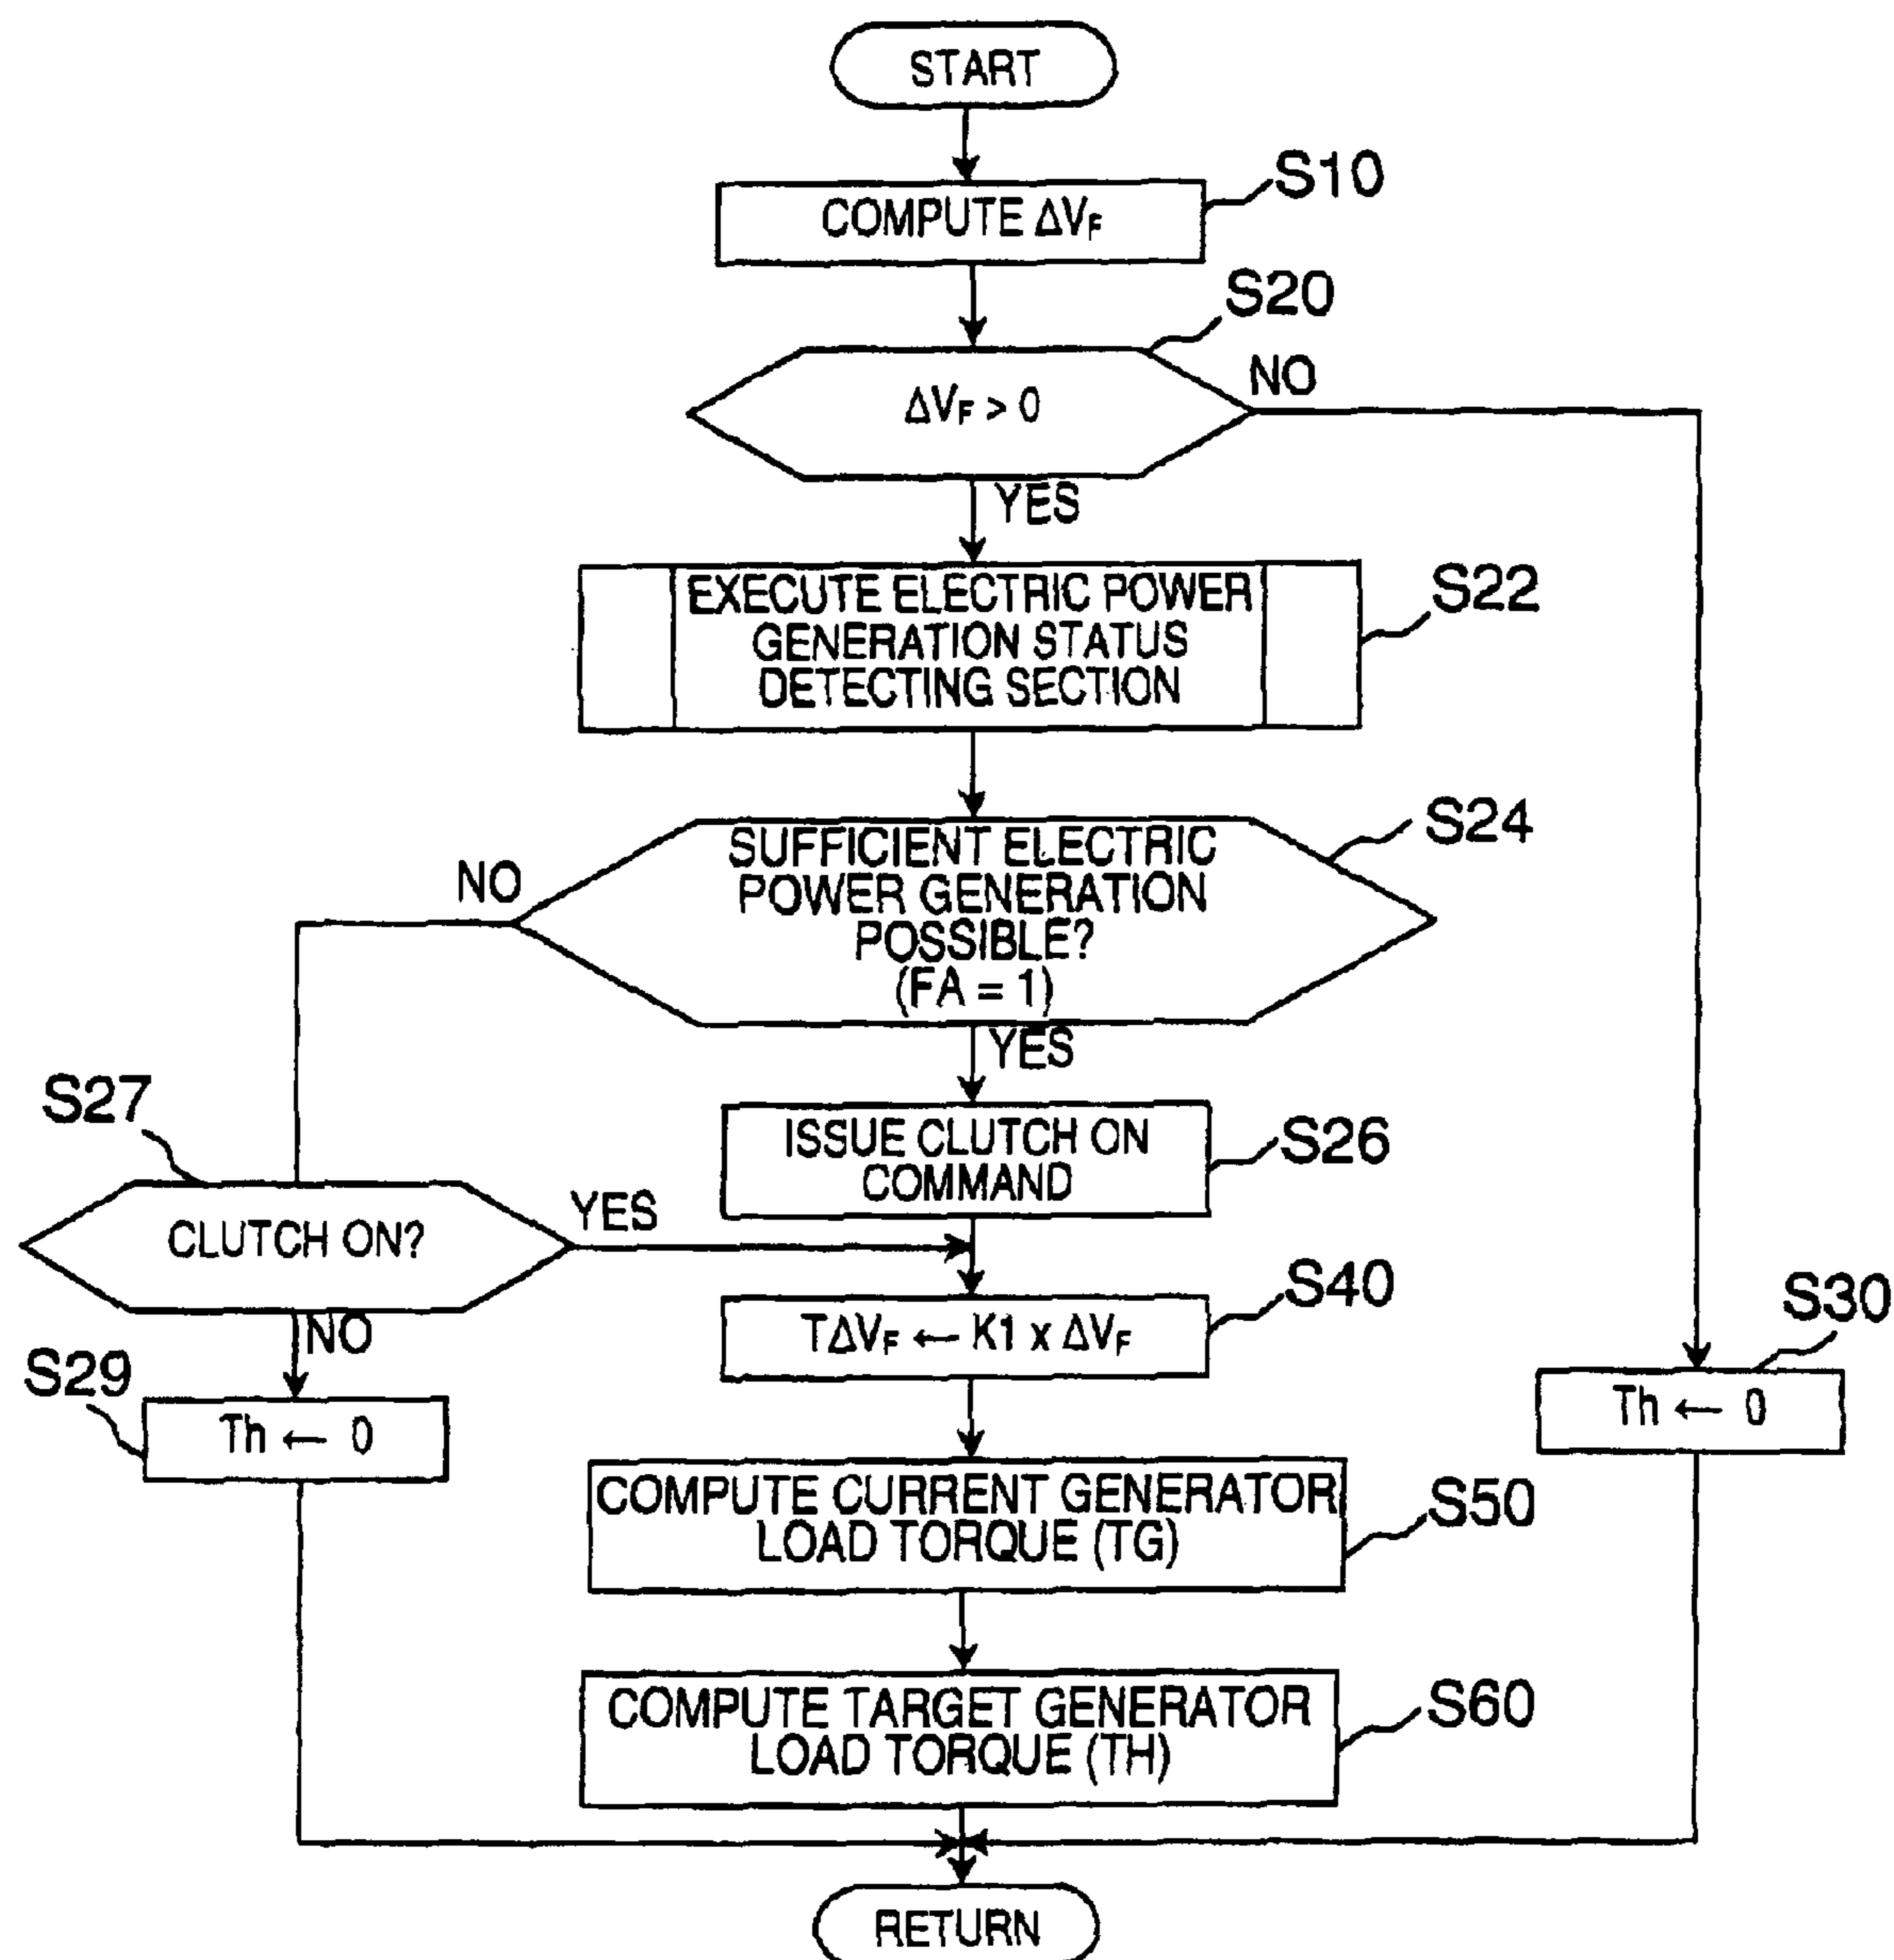 START
COMPUTE ΔVF
S10
S20
ΔVF > 0
NO
YES
EXECUTE ELECTRIC POWER
GENERATION STATUS
DETECTING SECTION
S22
SUFFICIENT ELECTRIC
POWER GENERATION
POSSIBLE?
(FA = 1)
S24
NO
YES
S27
ISSUE CLUTCH ON
COMMAND
S26
CLUTCH ON?
YES
NO
S40
TΔVF ← K1 x ΔVF
S30
Th ← 0
S29
Th ← 0
COMPUTE CURRENT GENERATOR
LOAD TORQUE (TG)
S50
COMPUTE TARGET GENERATOR
LOAD TORQUE (TH)
S60
RETURN